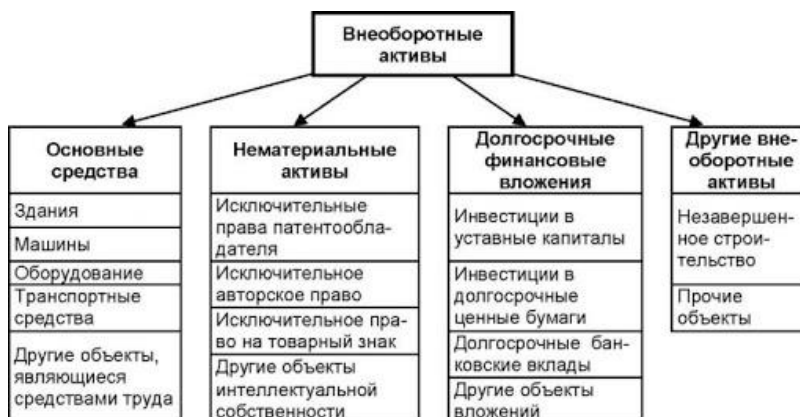 Внеоборотные
активы
Основные
средства
Здания
Машины
Оборудование
Транспортные
средства
Другие объекты,
являющиеся
средствами труда
Нематериальные
активы
Исключительные
права патентообла-
дателя
Исключительное
авторское право
Исключительное пра-
во на товарный знак
Другие объекты
интеллектуальной
собственности
Долгосрочные
финансовые
вложения
Инвестиции в
уставные капиталы
Инвестиции в
долгосрочные
ценные бумаги
Долгосрочные бан-
ковские вклады
Другие объекты
вложений
Другие вне-
оборотные
активы
Незавершен-
ное строи-
тельство
Прочие
объекты